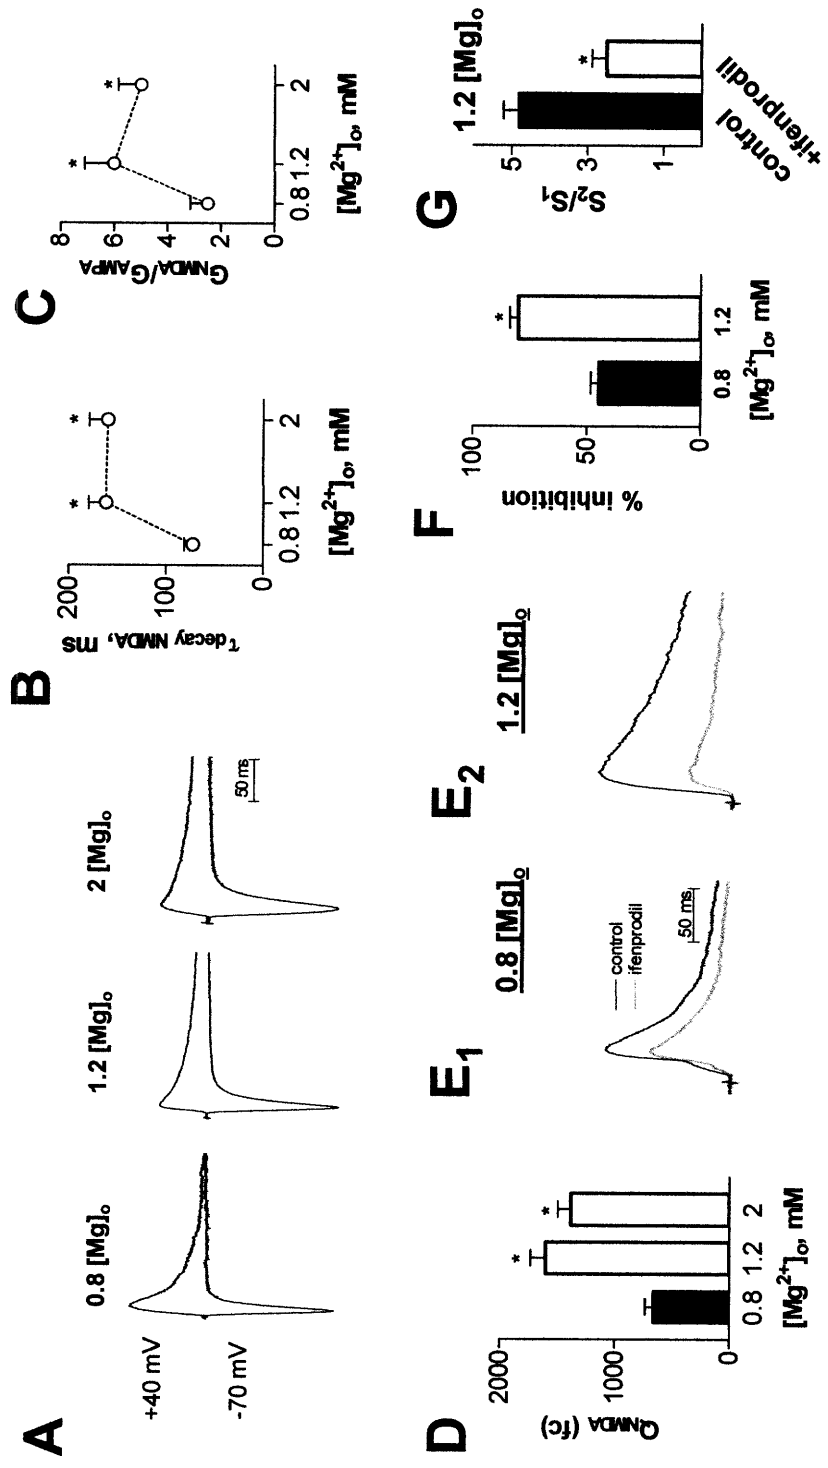 A
0.8 [Mg]o
1.2 [Mg]o
2 [Mg]o
+40 mV
-70 mV
50 ms
B
τdecay NMDA, ms
200
100
0
0.8 1.2 2
[Mg2+]o, mM
*
*
C
GNMDA/GAMPA
8
6
4
2
0
0.8 1.2 2
[Mg2+]o, mM
*
*
D
QNMDA (fC)
2000
1000
0
0.8 1.2 2
[Mg2+]o, mM
*
*
E1
0.8 [Mg]o
control
ifenprodil
50 ms
E2
1.2 [Mg]o
F
% inhibition
100
50
0
0.8 1.2
[Mg2+]o, mM
*
G
1.2 [Mg]o
S2/S1
5
3
1
*
control
+ifenprodil